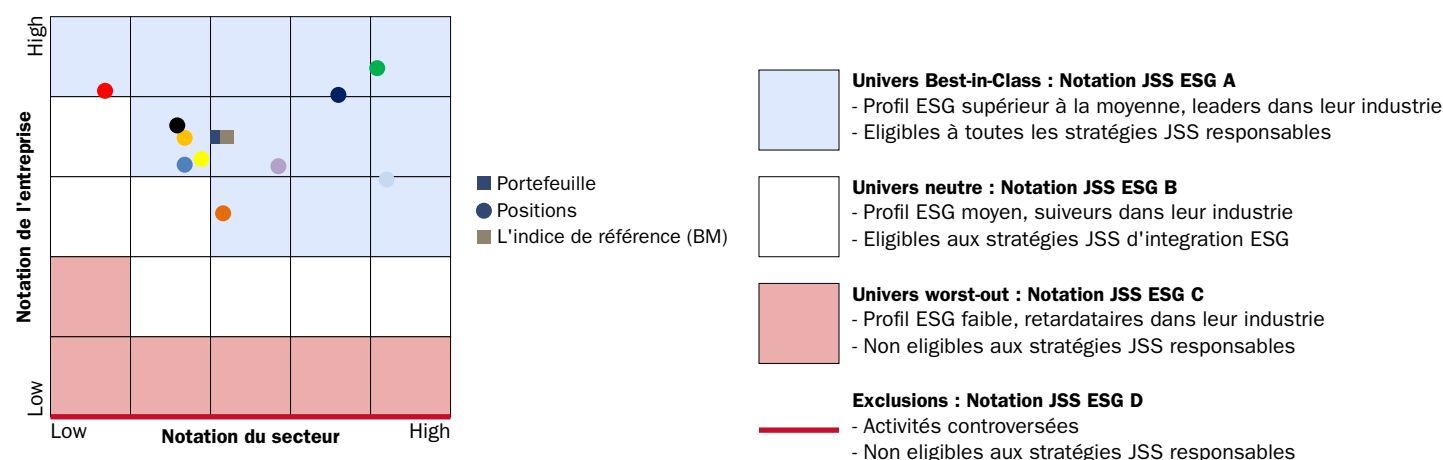 High
Notation de l'entreprise
Low
Low
Notation du secteur
High
Portefeuille
Positions
L'indice de référence (BM)
Univers Best-in-Class : Notation JSS ESG A
- Profil ESG supérieur à la moyenne, leaders dans leur industrie
- Eligibles à toutes les stratégies JSS responsables
Univers neutre : Notation JSS ESG B
- Profil ESG moyen, suiveurs dans leur industrie
- Eligibles aux stratégies JSS d'integration ESG
Univers worst-out : Notation JSS ESG C
- Profil ESG faible, retardataires dans leur industrie
- Non eligibles aux stratégies JSS responsables
Exclusions : Notation JSS ESG D
- Activités controversées
- Non eligibles aux stratégies JSS responsables